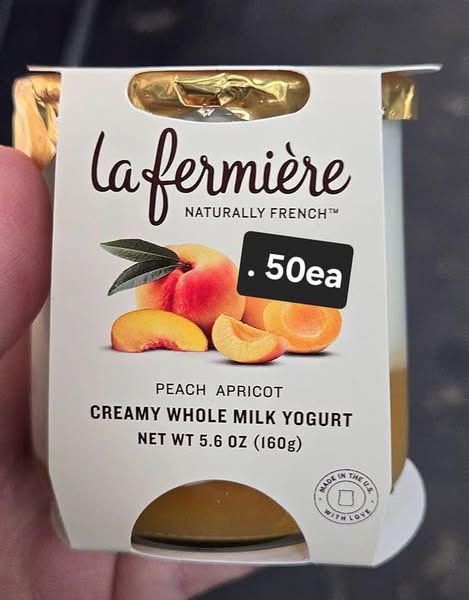 la fermière
NATURALLY FRENCH™
. 50ea
PEACH APRICOT
CREAMY WHOLE MILK YOGURT
NET WT 5.6 OZ (160g)
MADE IN THE U.S.
WITH LOVE